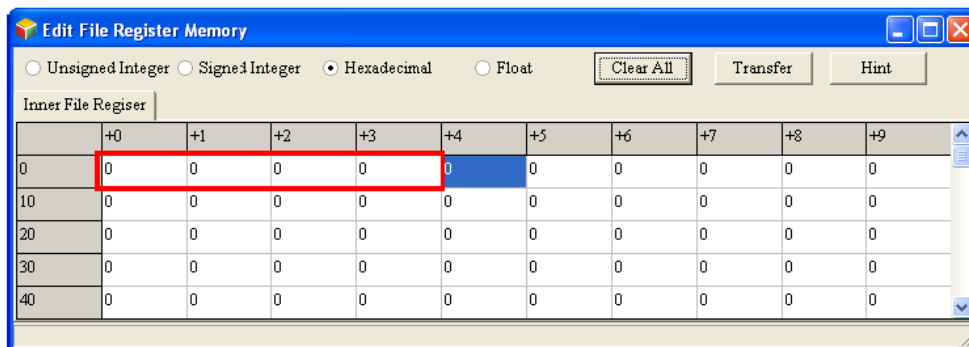 Edit File Register Memory
Unsigned Integer Signed Integer Hexadecimal Float Clear All Transfer Hint
Inner File Regiser
+0 +1 +2 +3 +4 +5 +6 +7 +8 +9
0 0 0 0 0 0 0 0 0 0 0
10 0 0 0 0 0 0 0 0 0 0
20 0 0 0 0 0 0 0 0 0 0
30 0 0 0 0 0 0 0 0 0 0
40 0 0 0 0 0 0 0 0 0 0